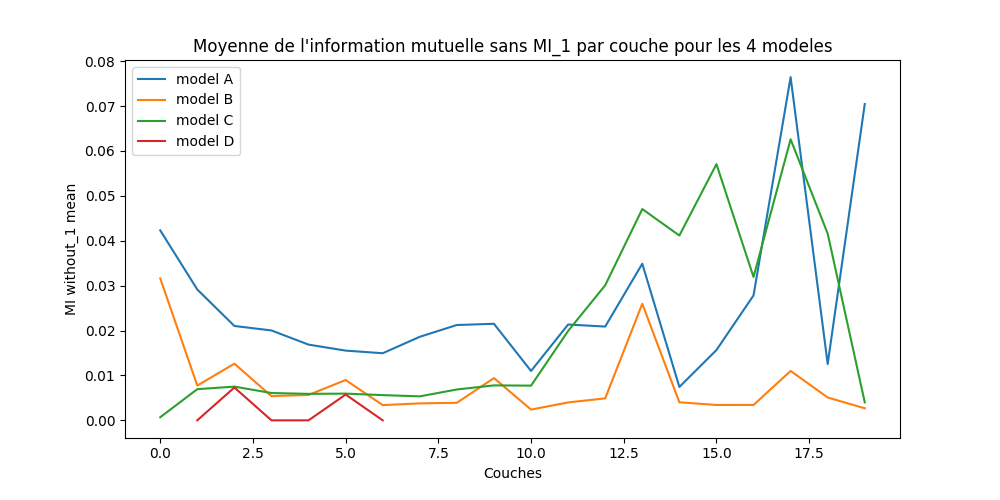 Moyenne de l'information mutuelle sans MI_1 par couche pour les 4 modeles
model A
model B
model C
model D
MI without_1 mean
0.08
0.07
0.06
0.05
0.04
0.03
0.02
0.01
0.00
0.0
2.5
5.0
7.5
10.0
12.5
15.0
17.5
Couches